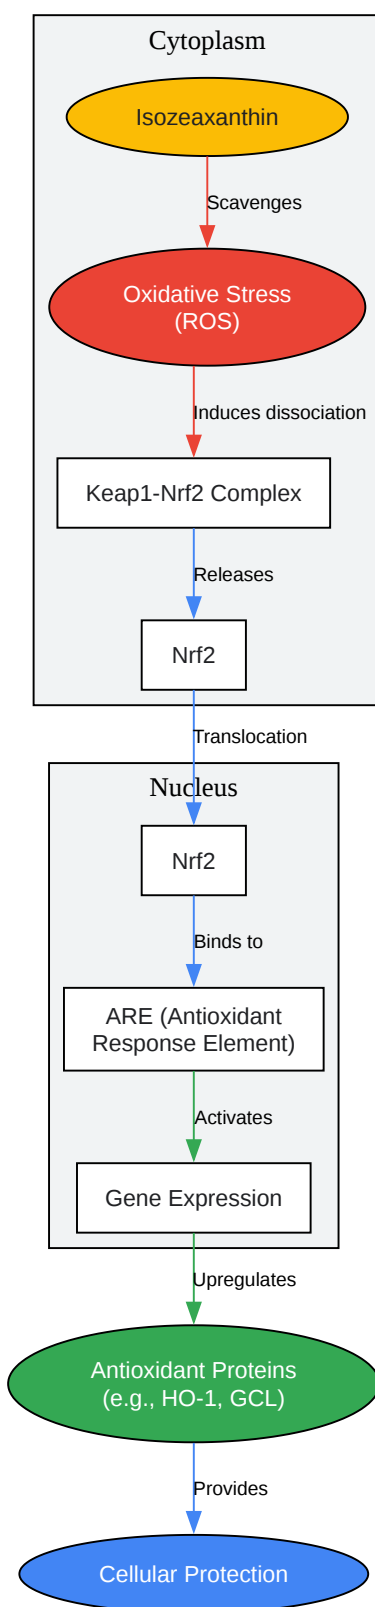 Cytoplasm
Isozeaxanthin
Scavenges
Oxidative Stress
(ROS)
Induces dissociation
Keap1-Nrf2 Complex
Releases
Nrf2
Translocation
Nucleus
Nrf2
Binds to
ARE (Antioxidant
Response Element)
Activates
Gene Expression
Upregulates
Antioxidant Proteins
(e.g., HO-1, GCL)
Provides
Cellular Protection